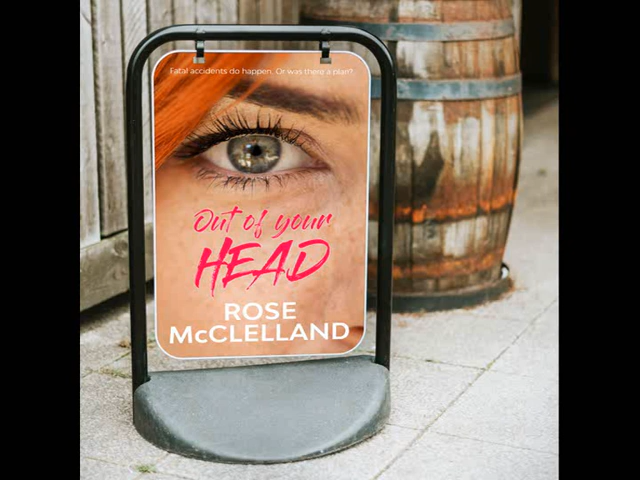 Fatal accidents do happen. Or was there a plan?
Out of your
HEAD
ROSE
McCLELLAND